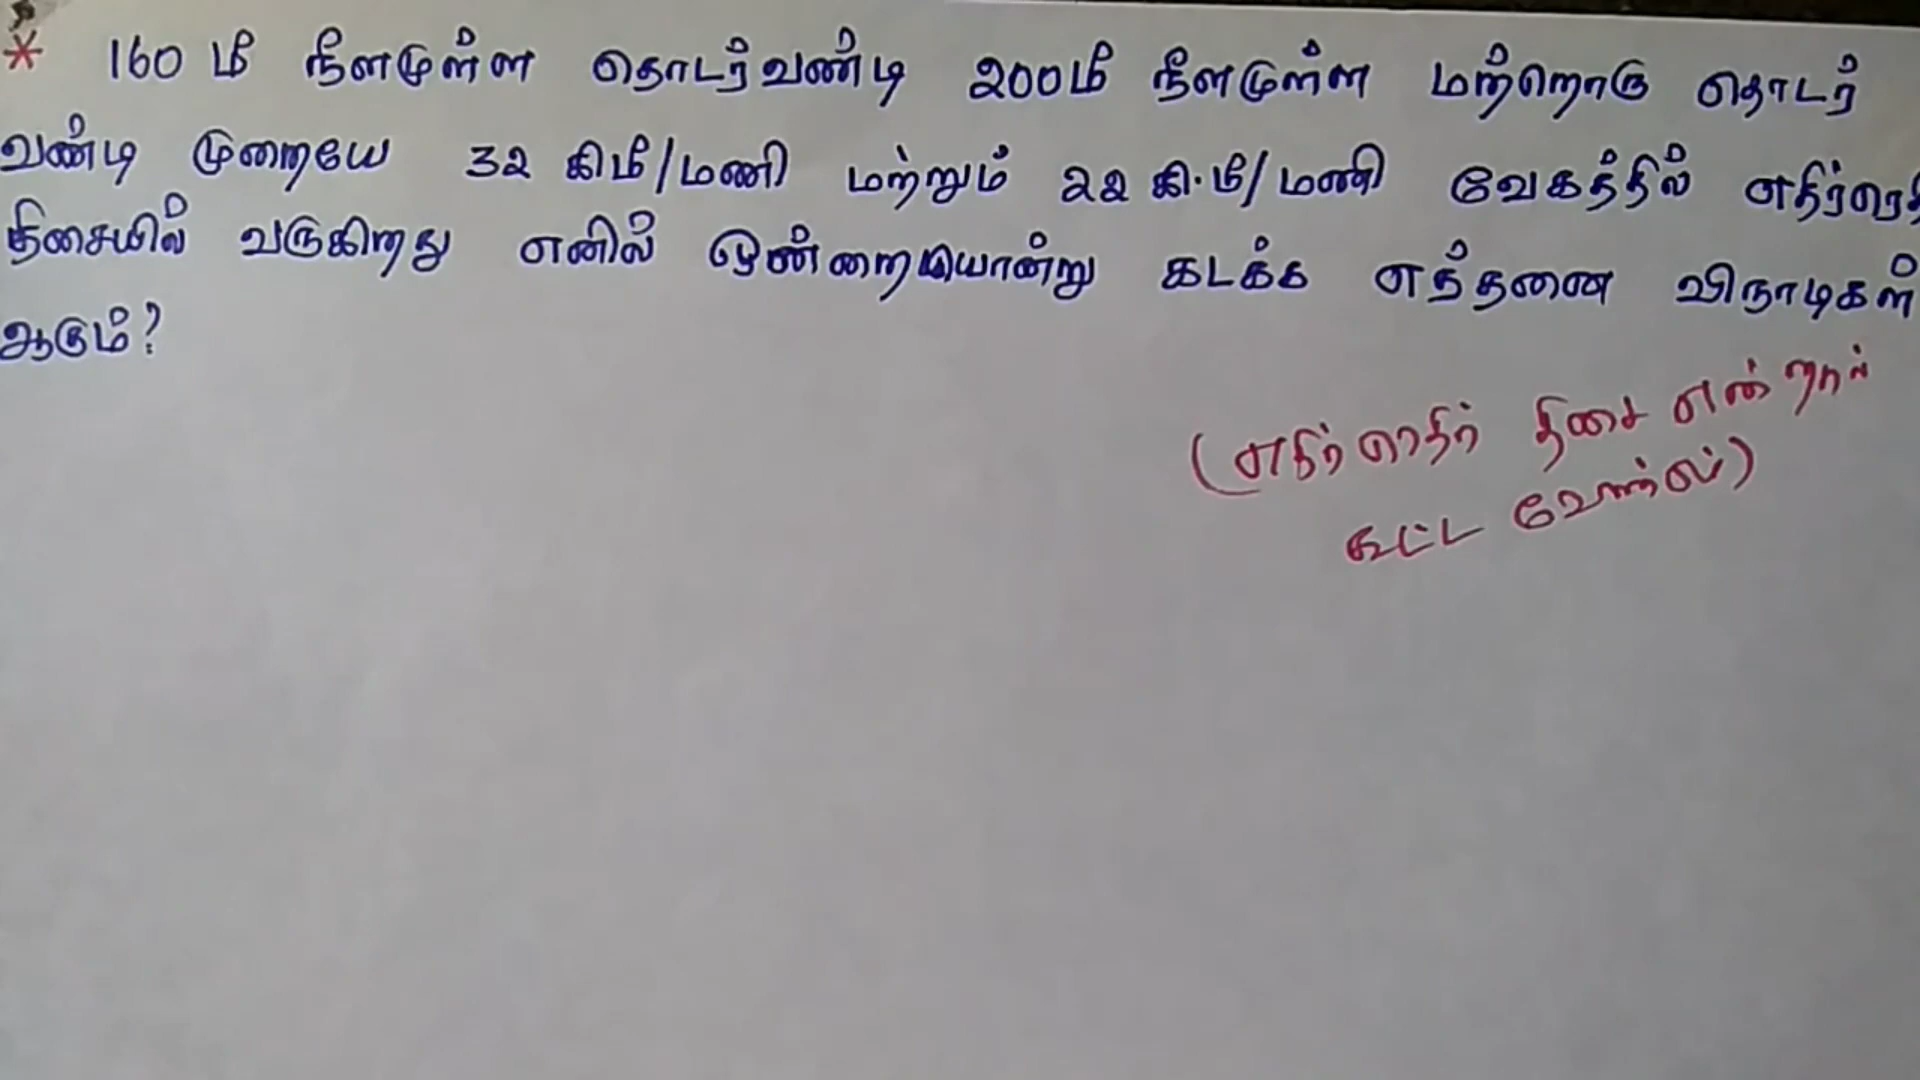 * 160 மீ நீளமுள்ள தொடர்வண்டி 200மீ நீளமுள்ள மற்றொரு தொடர்
வண்டி முறையே 32 கிமீ/மணி மற்றும் 22 கி.மீ/மணி வேகத்தில் எதிரெதி
திசையில் வருகிறது எனில் ஒன்றையொன்று கடக்க எத்தனை விநாடிகள்
ஆகும்?
(எதிர் எதிர் திசை என்றால்
கூட்ட வேண்டும்)